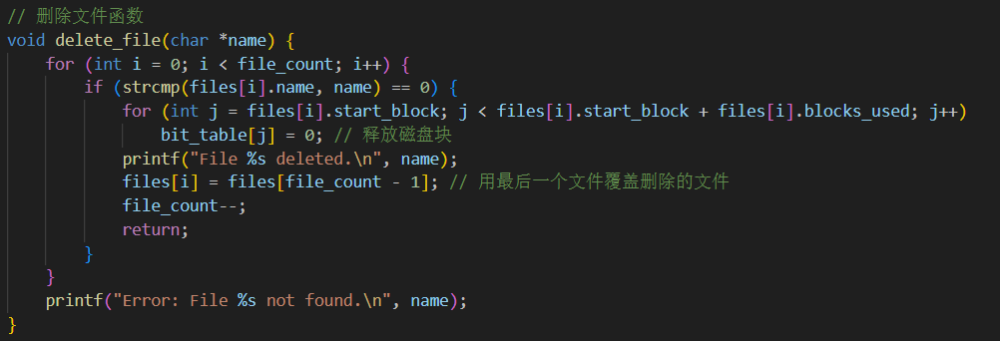 // 删除文件函数
void delete_file(char *name) {
    for (int i = 0; i < file_count; i++) {
        if (strcmp(files[i].name, name) == 0) {
            for (int j = files[i].start_block; j < files[i].start_block + files[i].blocks_used; j++)
                bit_table[j] = 0; // 释放磁盘块
            printf("File %s deleted.\n", name);
            files[i] = files[file_count - 1]; // 用最后一个文件覆盖删除的文件
            file_count--;
            return;
        }
    }
    printf("Error: File %s not found.\n", name);
}